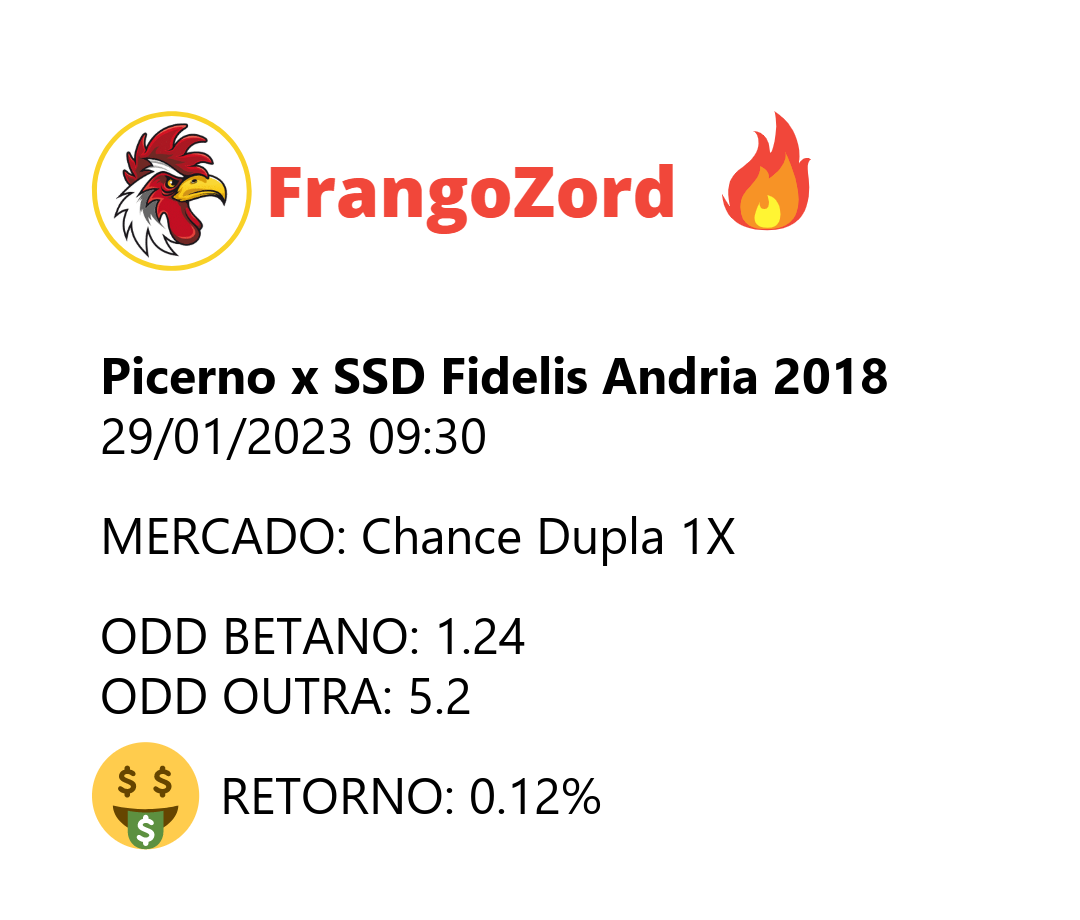 FrangoZord
Picerno x SSD Fidelis Andria 2018
29/01/2023 09:30
MERCADO: Chance Dupla 1X
ODD BETANO: 1.24
ODD OUTRA: 5.2
RETORNO: 0.12%